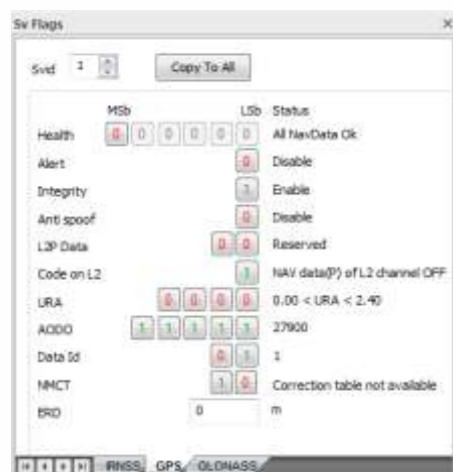 Sv Flags
Svid 1 Copy To All
MSb LSb Status
Health 0 0 0 0 0 0 All NavData Ok
Alert 0 Disable
Integrity 1 Enable
Anti spoof 0 Disable
L2P Data 0 0 Reserved
Code on L2 1 NAV data(P) of L2 channel OFF
URA 0 0 0 0 0.00 < URA < 2.40
AODO 1 1 1 1 1 27900
Data Id 0 1 1
NMCT 1 0 Correction table not available
ERD 0 m
IRNSS GPS GLONASS